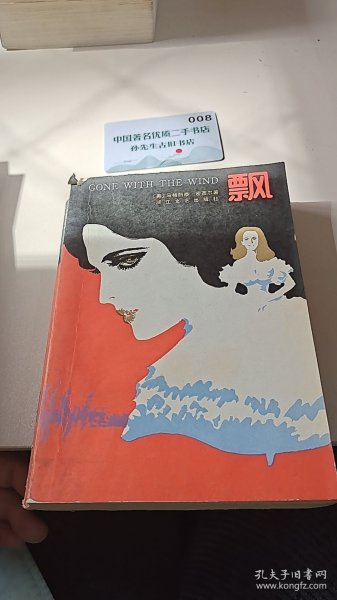 008
中国著名优质二手书店
孙先生古旧书店
GONE WITH THE WIND
飘
浙江文艺出版社
孔夫子旧书网
www.kongfz.com